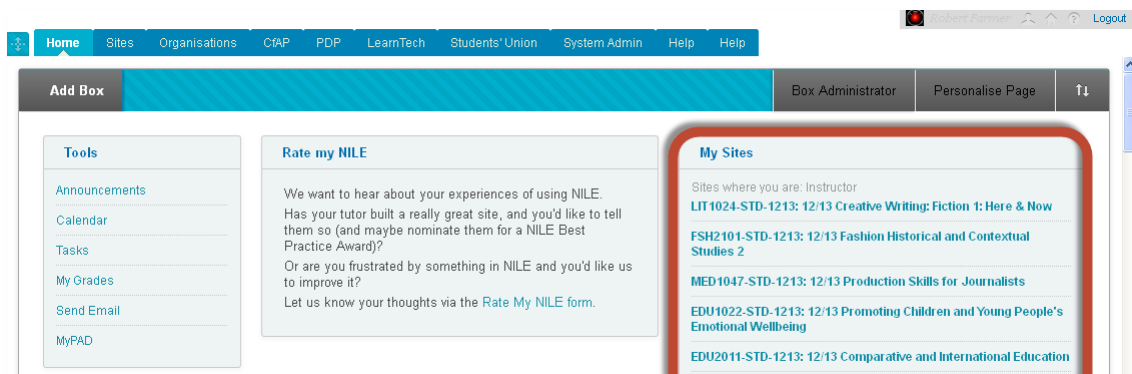 Robert Farmer Logout
Home Sites Organisations CfAP PDP LearnTech Students' Union System Admin Help Help
Add Box Box Administrator Personalise Page
Tools
Announcements
Calendar
Tasks
My Grades
Send Email
MyPAD
Rate my NILE
We want to hear about your experiences of using NILE.
Has your tutor built a really great site, and you'd like to tell
them so (and maybe nominate them for a NILE Best
Practice Award)?
Or are you frustrated by something in NILE and you'd like us
to improve it?
Let us know your thoughts via the Rate My NILE form.
My Sites
Sites where you are: Instructor
LIT1024-STD-1213: 12/13 Creative Writing: Fiction 1: Here & Now
FSH2101-STD-1213: 12/13 Fashion Historical and Contextual
Studies 2
MED1047-STD-1213: 12/13 Production Skills for Journalists
EDU1022-STD-1213: 12/13 Promoting Children and Young People's
Emotional Wellbeing
EDU2011-STD-1213: 12/13 Comparative and International Education